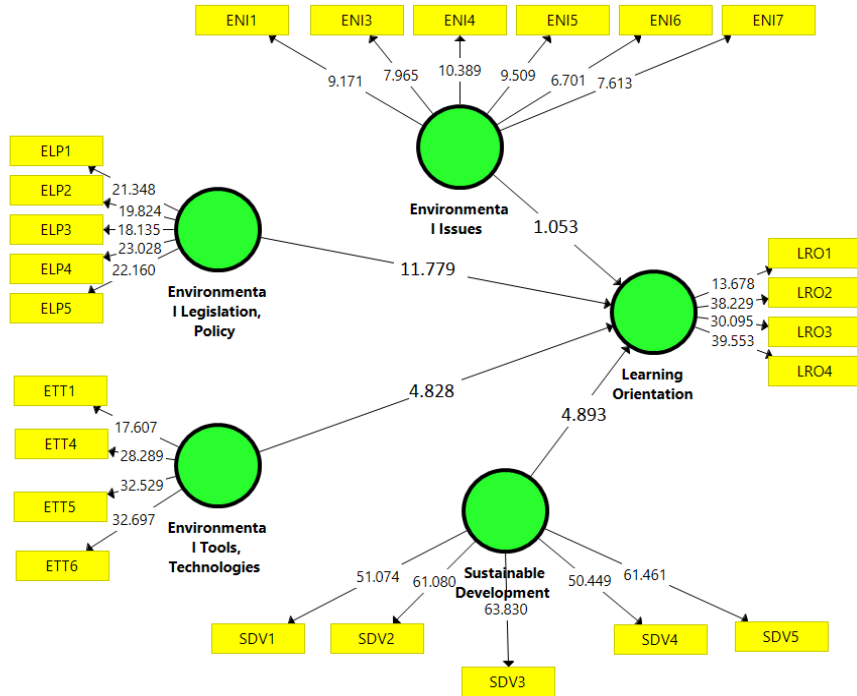 ENI1 ENI3 ENI4 ENI5 ENI6 ENI7
9.171 7.965 10.389 9.509 6.701 7.613
Environmenta
l Issues
ELP1
ELP2
ELP3
ELP4
ELP5
21.348
19.824
18.135
23.028
22.160
Environmenta
l Legislation,
Policy
1.053
11.779
4.828
4.893
LRO1
LRO2
LRO3
LRO4
13.678
38.229
30.095
39.553
Learning
Orientation
ETT1
ETT4
ETT5
ETT6
17.607
28.289
32.529
32.697
Environmenta
l Tools,
Technologies
Sustainable
Development
51.074 61.080 63.830 50.449 61.461
SDV1 SDV2 SDV3 SDV4 SDV5